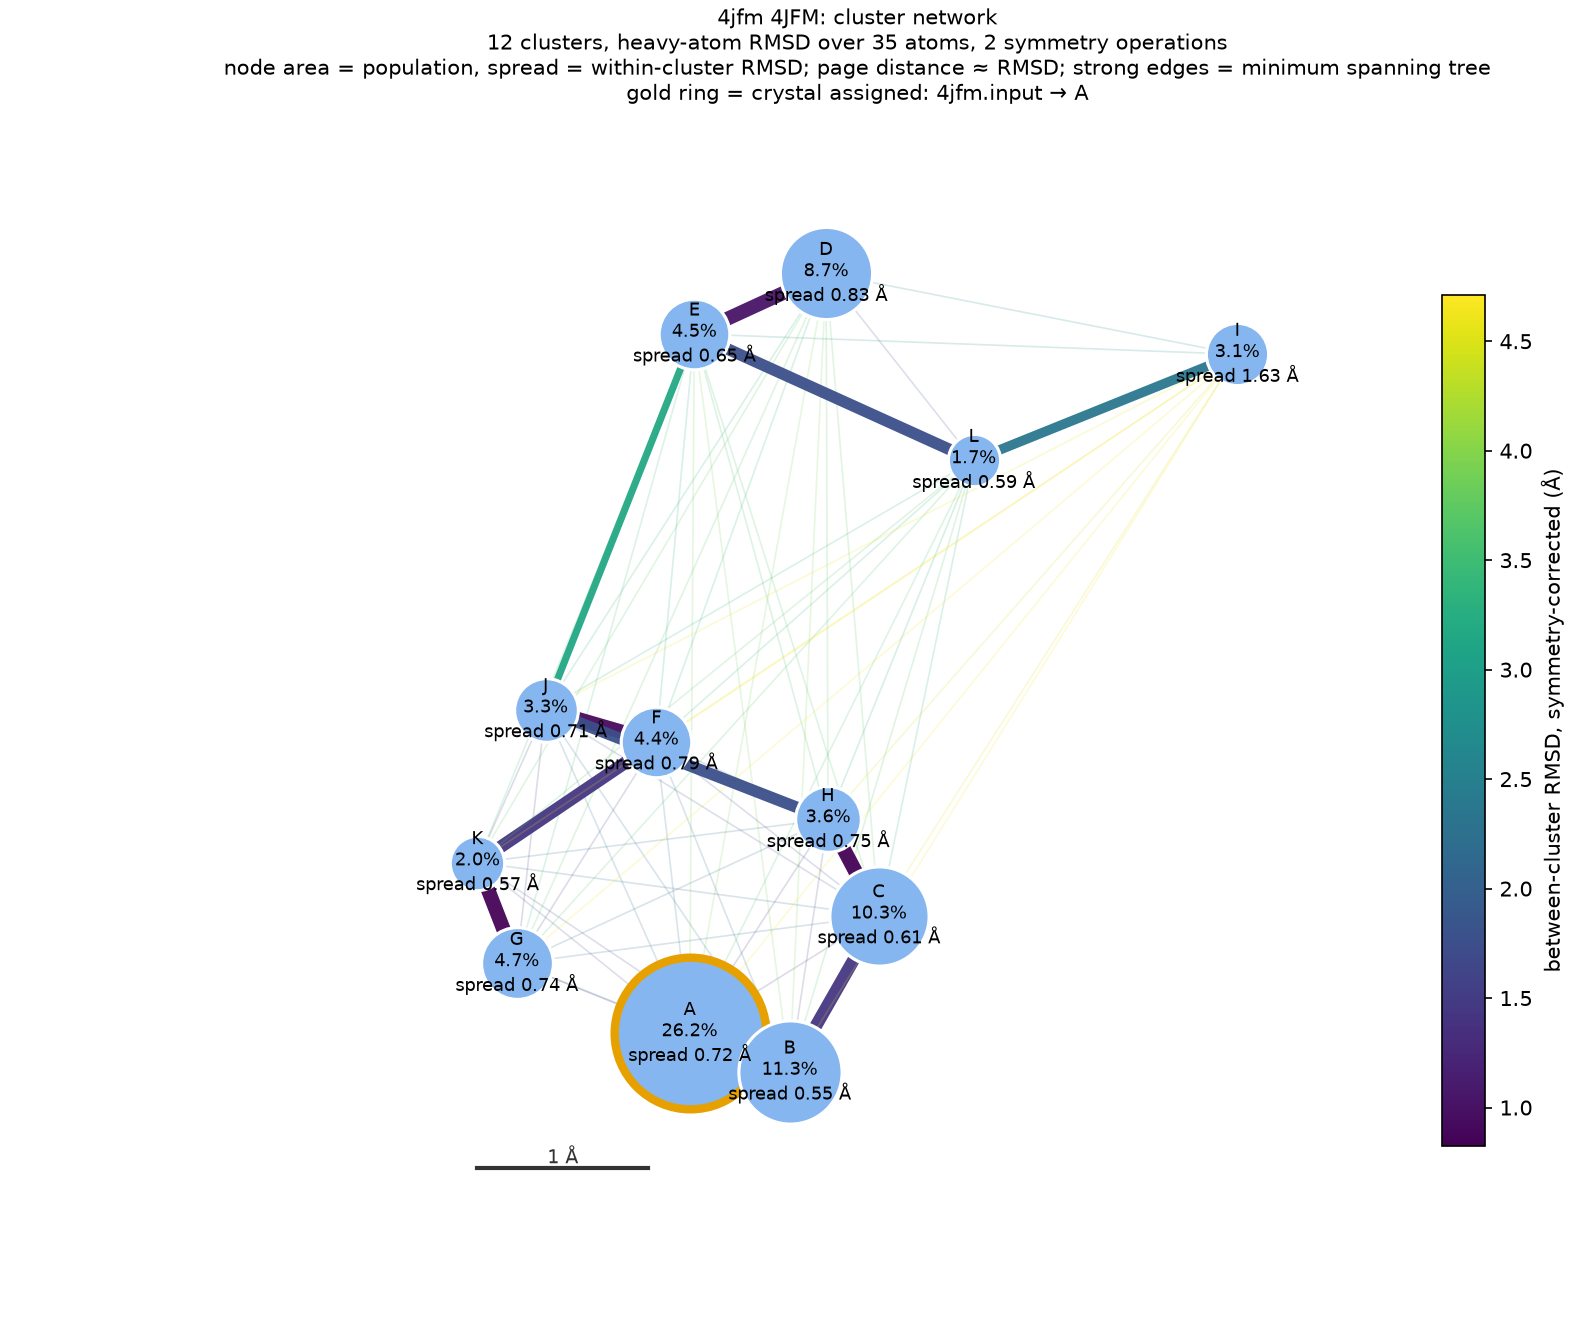 4jfm 4JFM: cluster network
12 clusters, heavy-atom RMSD over 35 atoms, 2 symmetry operations
node area = population, spread = within-cluster RMSD; page distance ≈ RMSD; strong edges = minimum spanning tree
gold ring = crystal assigned: 4jfm.input → A
D
8.7%
spread 0.83 Å
E
4.5%
spread 0.65 Å
I
3.1%
spread 1.63 Å
L
1.7%
spread 0.59 Å
J
3.3%
spread 0.71 Å
F
4.4%
spread 0.79 Å
H
3.6%
spread 0.75 Å
K
2.0%
spread 0.57 Å
C
10.3%
spread 0.61 Å
G
4.7%
spread 0.74 Å
A
26.2%
spread 0.72 Å
B
11.3%
spread 0.55 Å
1 Å
4.5
4.0
3.5
3.0
2.5
2.0
1.5
1.0
between-cluster RMSD, symmetry-corrected (Å)